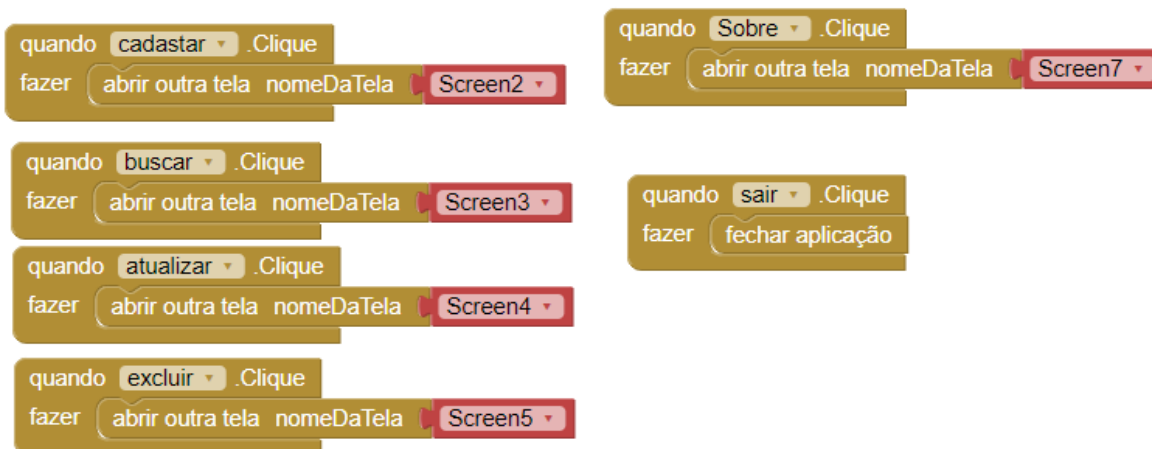 quando cadastar .Clique
fazer abrir outra tela nomeDaTela Screen2
quando buscar .Clique
fazer abrir outra tela nomeDaTela Screen3
quando atualizar .Clique
fazer abrir outra tela nomeDaTela Screen4
quando excluir .Clique
fazer abrir outra tela nomeDaTela Screen5
quando Sobre .Clique
fazer abrir outra tela nomeDaTela Screen7
quando sair .Clique
fazer fechar aplicação